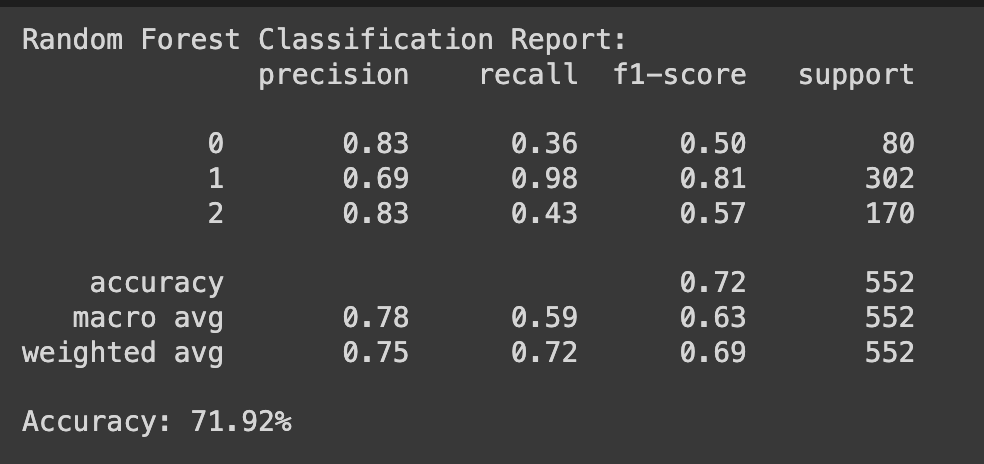 Random Forest Classification Report:
precision recall f1-score support
0 0.83 0.36 0.50 80
1 0.69 0.98 0.81 302
2 0.83 0.43 0.57 170
accuracy 0.72 552
macro avg 0.78 0.59 0.63 552
weighted avg 0.75 0.72 0.69 552
Accuracy: 71.92%